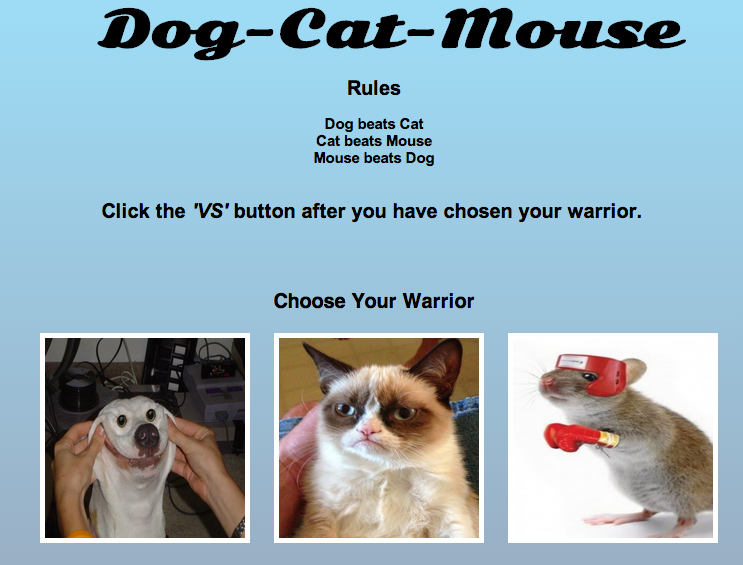 Dog-Cat-Mouse
Rules
Dog beats Cat
Cat beats Mouse
Mouse beats Dog
Click the 'VS' button after you have chosen your warrior.
Choose Your Warrior